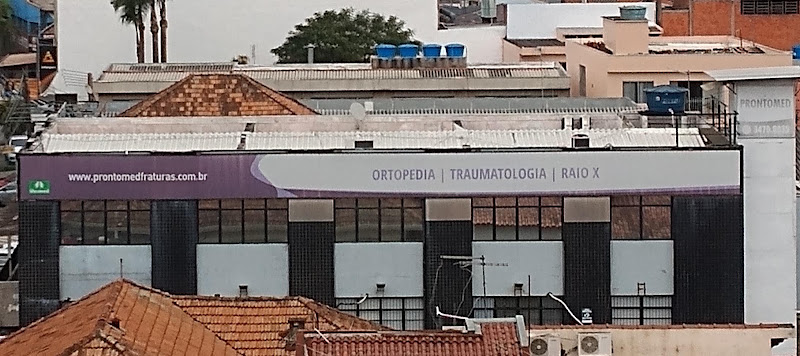 www.prontomedfraturas.com.br
ORTOPEDIA | TRAUMATOLOGIA | RAIO X
PRONTOMED